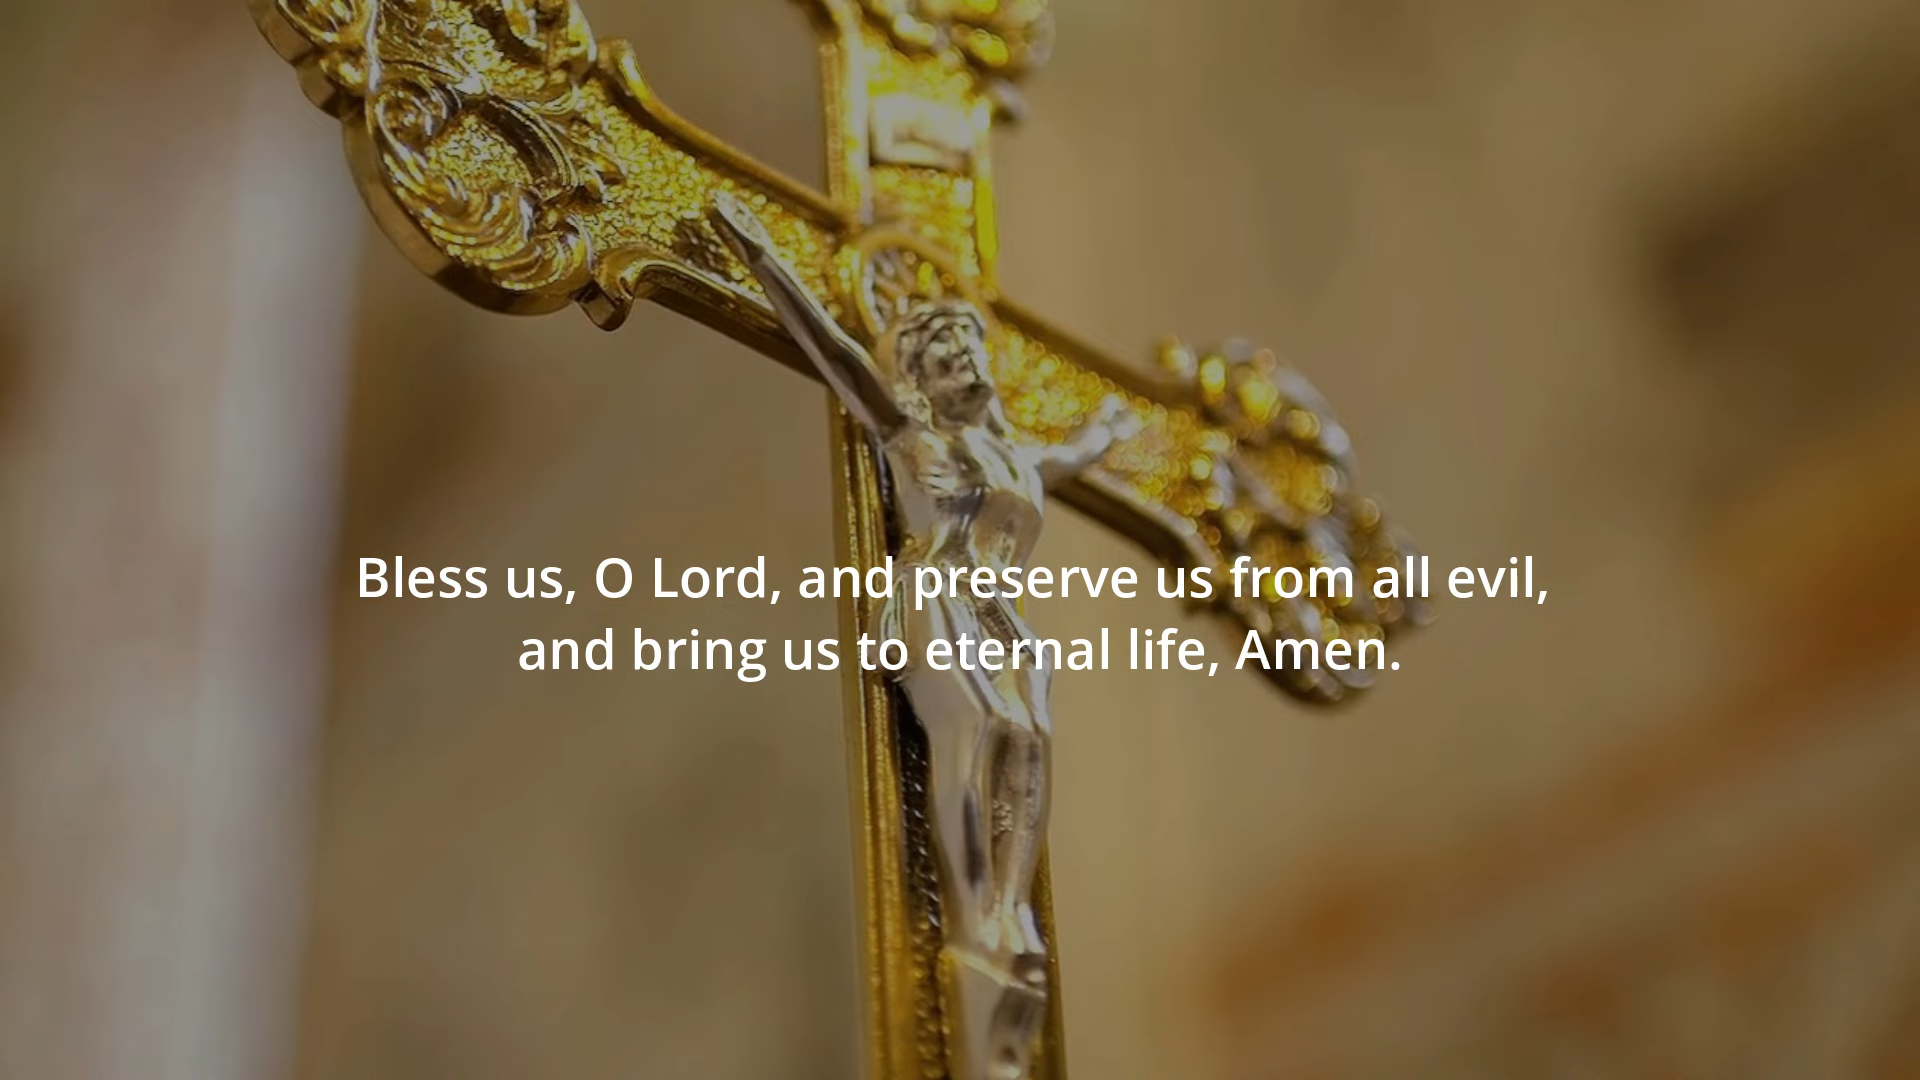 Bless us, O Lord, and preserve us from all evil,
and bring us to eternal life, Amen.